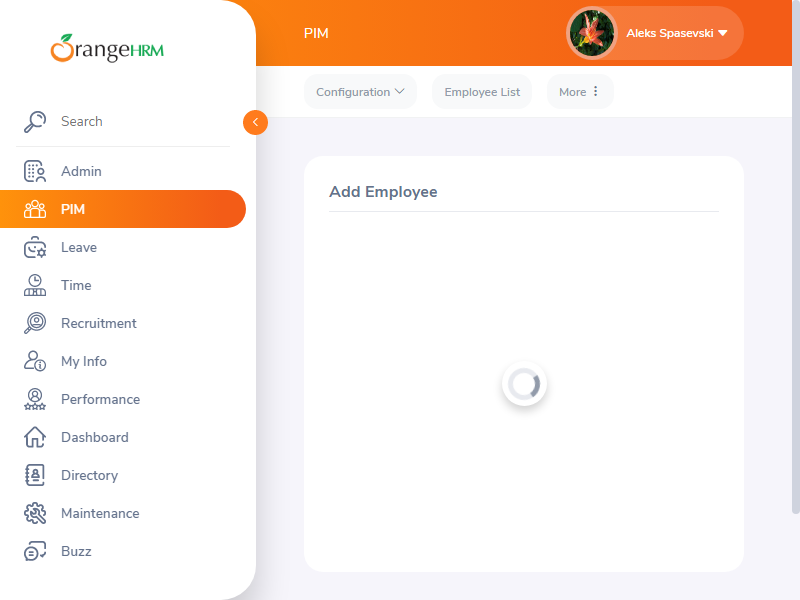 OrangeHRM
Search
Admin
PIM
Leave
Time
Recruitment
My Info
Performance
Dashboard
Directory
Maintenance
Buzz
PIM
Aleks Spasevski
Configuration
Employee List
More
Add Employee